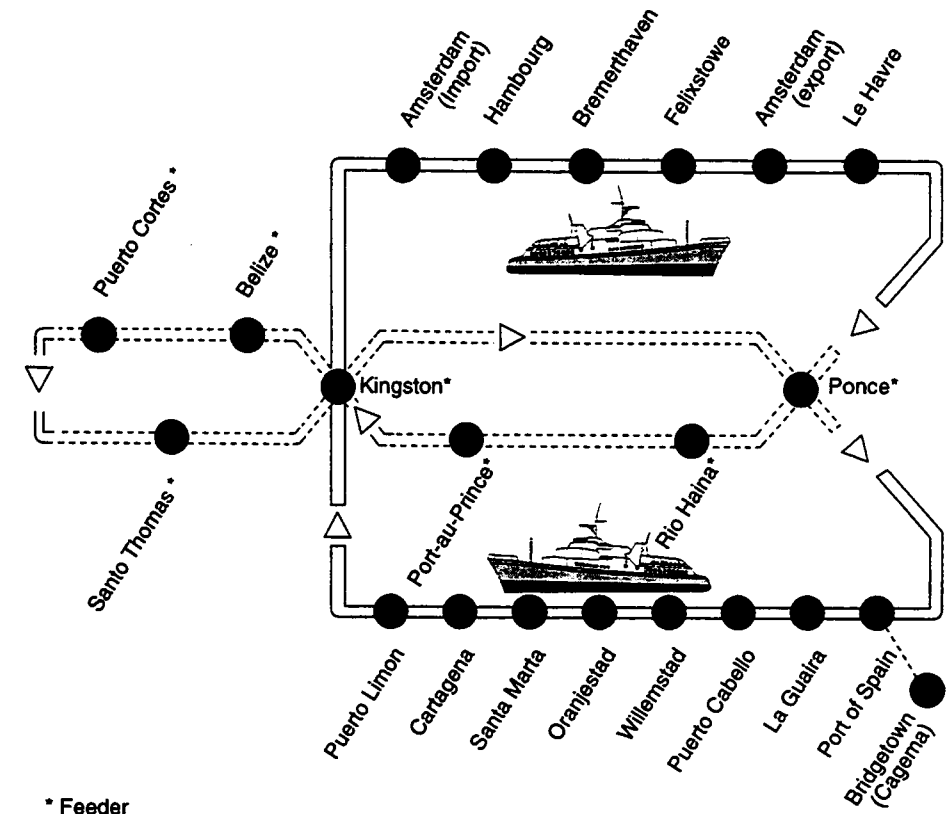 Amsterdam
(Import)
Hambourg
Bremerthaven
Felixstowe
Amsterdam
(export)
Le Havre
Puerto Cortes *
Belize *
Kingston*
Ponce*
Santo Thomas *
Port-au-Prince*
Rio Haina*
Puerto Limon
Cartagena
Santa Marta
Oranjestad
Willemstad
Puerto Cabello
La Guaira
Port of Spain
Bridgetown
(Cagema)
* Feeder